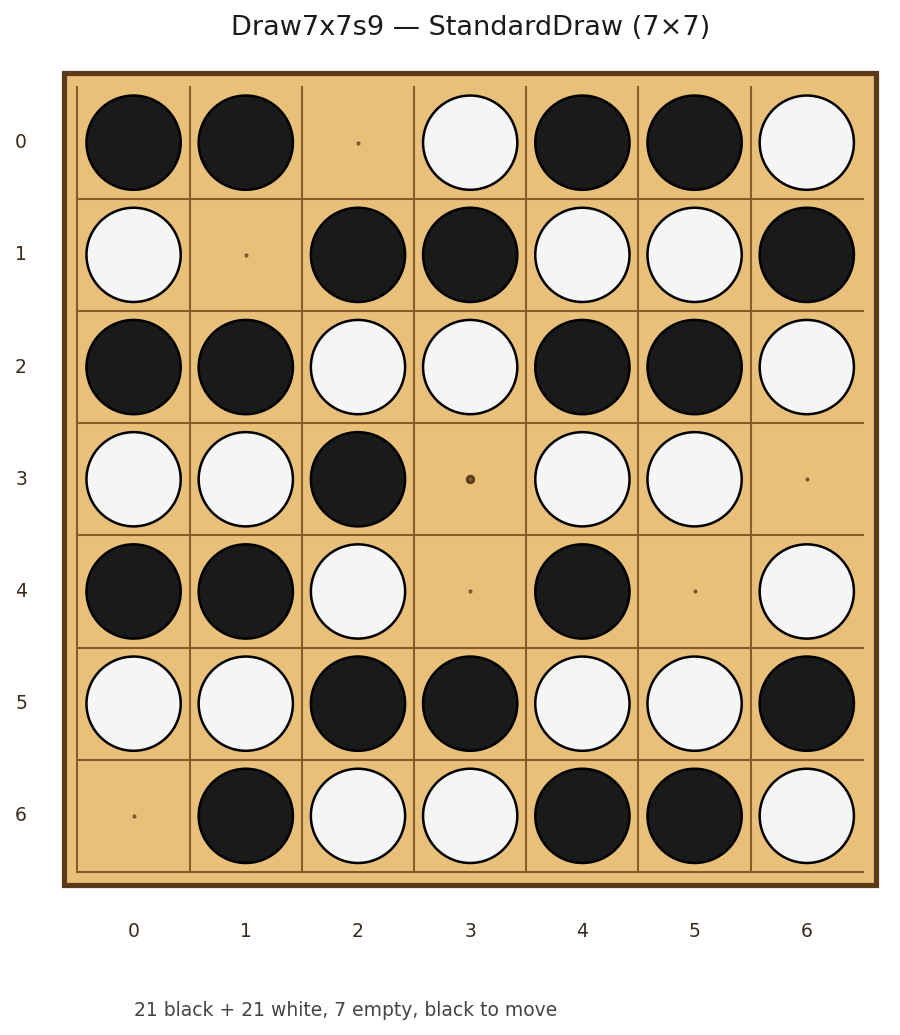 Draw7x7s9 — StandardDraw (7×7)
0
1
2
3
4
5
6
0 1 2 3 4 5 6
21 black + 21 white, 7 empty, black to move